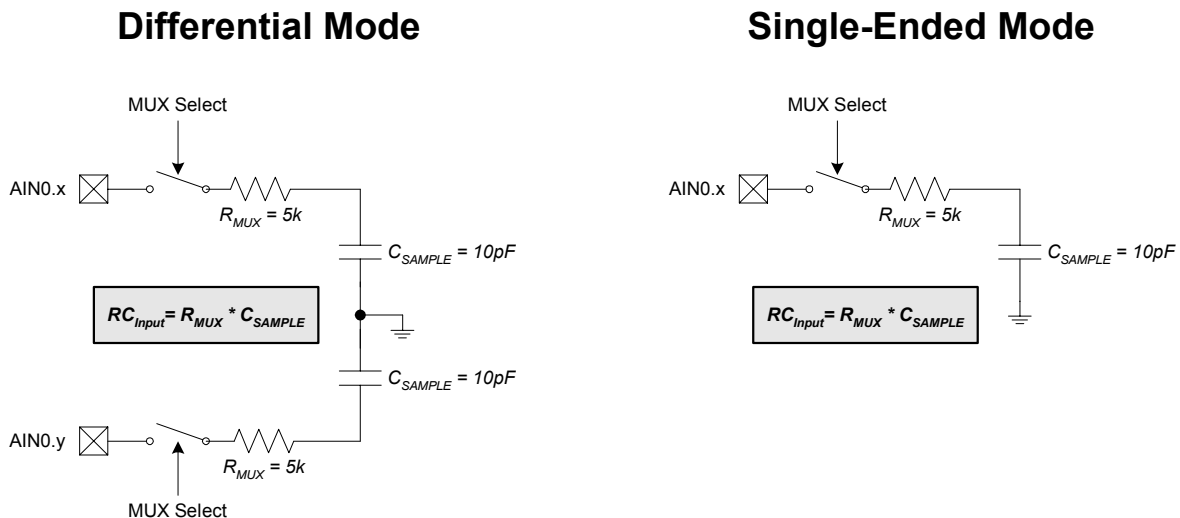 Differential Mode
MUX Select
AIN0.x
R_MUX = 5k
C_SAMPLE = 10pF
RC_Input= R_MUX * C_SAMPLE
C_SAMPLE = 10pF
AIN0.y
R_MUX = 5k
MUX Select
Single-Ended Mode
MUX Select
AIN0.x
R_MUX = 5k
C_SAMPLE = 10pF
RC_Input= R_MUX * C_SAMPLE